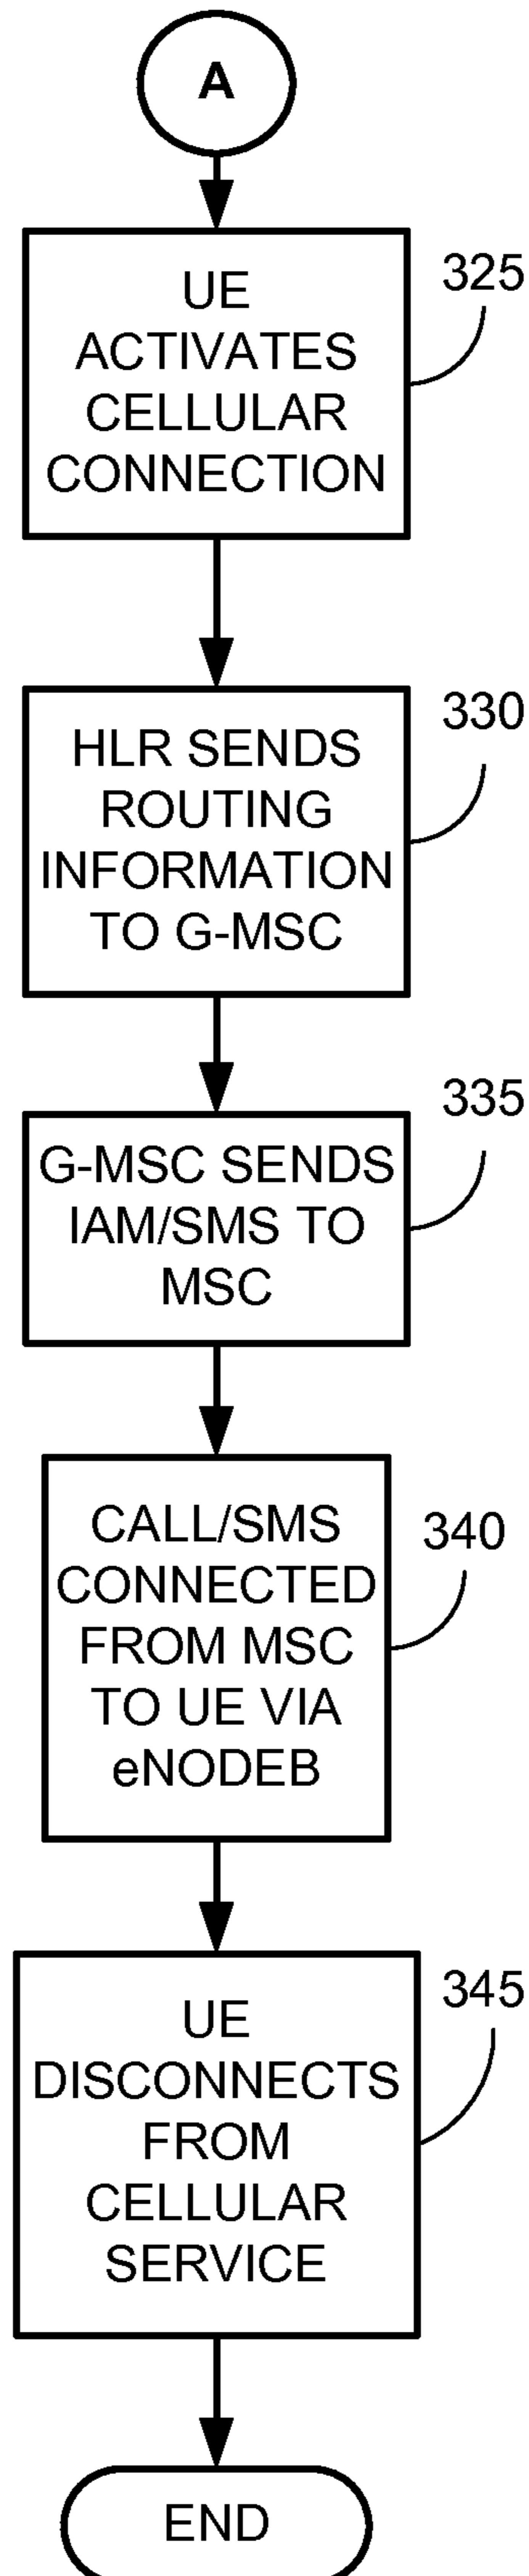 A
UE
ACTIVATES
CELLULAR
CONNECTION
325
HLR SENDS
ROUTING
INFORMATION
TO G-MSC
330
G-MSC SENDS
IAM/SMS TO
MSC
335
CALL/SMS
CONNECTED
FROM MSC
TO UE VIA
eNODEB
340
UE
DISCONNECTS
FROM
CELLULAR
SERVICE
345
END